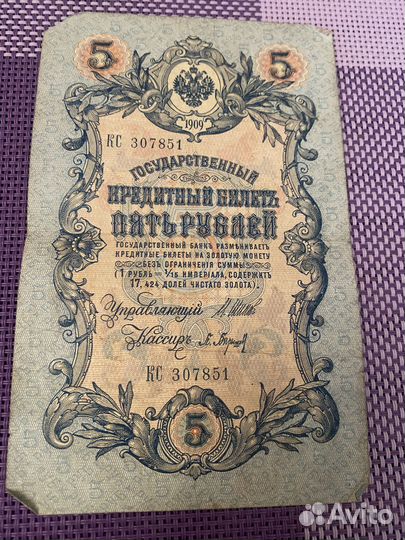 5 5
1909
КС 307851
ГОСУДАРСТВЕННЫЙ
КРЕДИТНЫЙ БИЛЕТЪ
ПЯТЬ РУБЛЕЙ
ГОСУДАРСТВЕННЫЙ БАНКЪ РАЗМѢНИВАЕТЪ
КРЕДИТНЫЕ БИЛЕТЫ НА ЗОЛОТУЮ МОНЕТУ
БЕЗЪ ОГРАНИЧЕНІЯ СУММЫ
(1 РУБЛЬ = 1/15 ИМПЕРІАЛА, СОДЕРЖИТЪ
17,424 ДОЛЕЙ ЧИСТАГО ЗОЛОТА).
Управляющій
Кассиръ
КС 307851
5
Avito